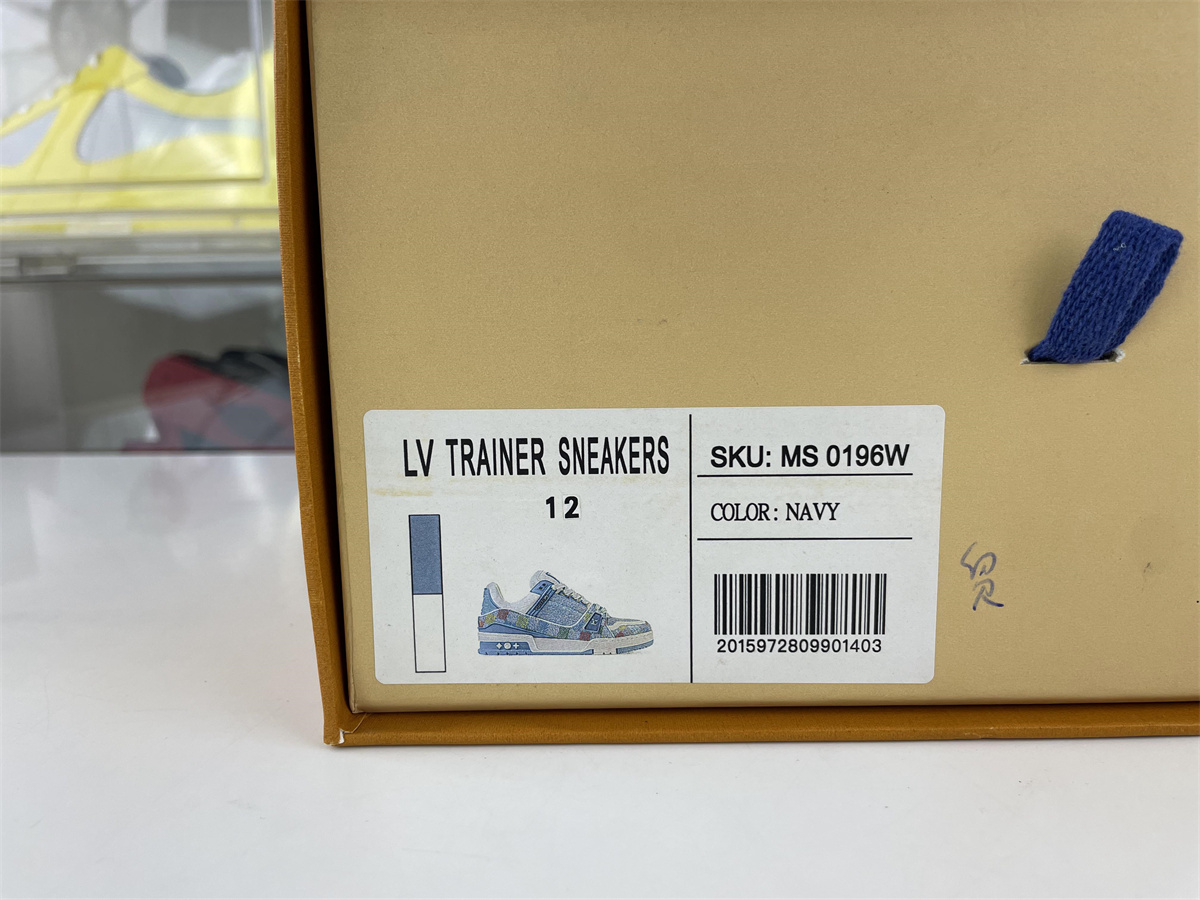 LV TRAINER SNEAKERS
12
SKU: MS 0196W
COLOR: NAVY
2015972809901403